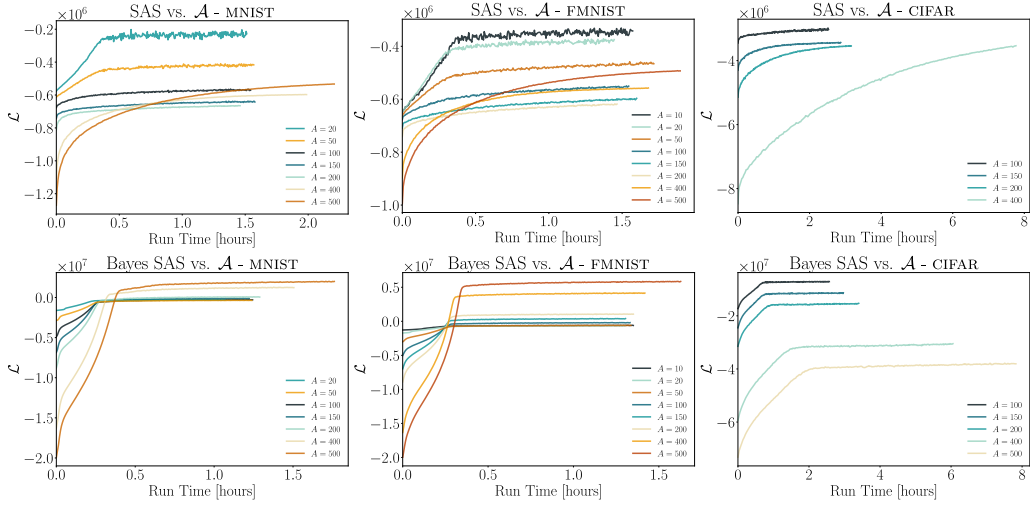 SAS vs. 𝒜 - MNIST
×10⁶
−0.2
−0.4
−0.6
−0.8
−1.0
−1.2
ℒ
0.0 0.5 1.0 1.5 2.0
Run Time [hours]
A = 20
A = 50
A = 100
A = 150
A = 200
A = 400
A = 500
SAS vs. 𝒜 - FMNIST
×10⁶
−0.4
−0.6
−0.8
−1.0
ℒ
0.0 0.5 1.0 1.5
Run Time [hours]
A = 10
A = 20
A = 50
A = 100
A = 150
A = 200
A = 400
A = 500
SAS vs. 𝒜 - CIFAR
×10⁶
−4
−6
−8
ℒ
0 2 4 6 8
Run Time [hours]
A = 100
A = 150
A = 200
A = 400
Bayes SAS vs. 𝒜 - MNIST
×10⁷
0.0
−0.5
−1.0
−1.5
−2.0
ℒ
0.0 0.5 1.0 1.5
Run Time [hours]
A = 20
A = 50
A = 100
A = 150
A = 200
A = 400
A = 500
Bayes SAS vs. 𝒜 - FMNIST
×10⁷
0.5
0.0
−0.5
−1.0
−1.5
−2.0
ℒ
0.0 0.5 1.0 1.5
Run Time [hours]
A = 10
A = 20
A = 50
A = 100
A = 150
A = 200
A = 400
A = 500
Bayes SAS vs. 𝒜 - CIFAR
×10⁷
−2
−4
−6
ℒ
0 2 4 6 8
Run Time [hours]
A = 100
A = 150
A = 200
A = 400
A = 500